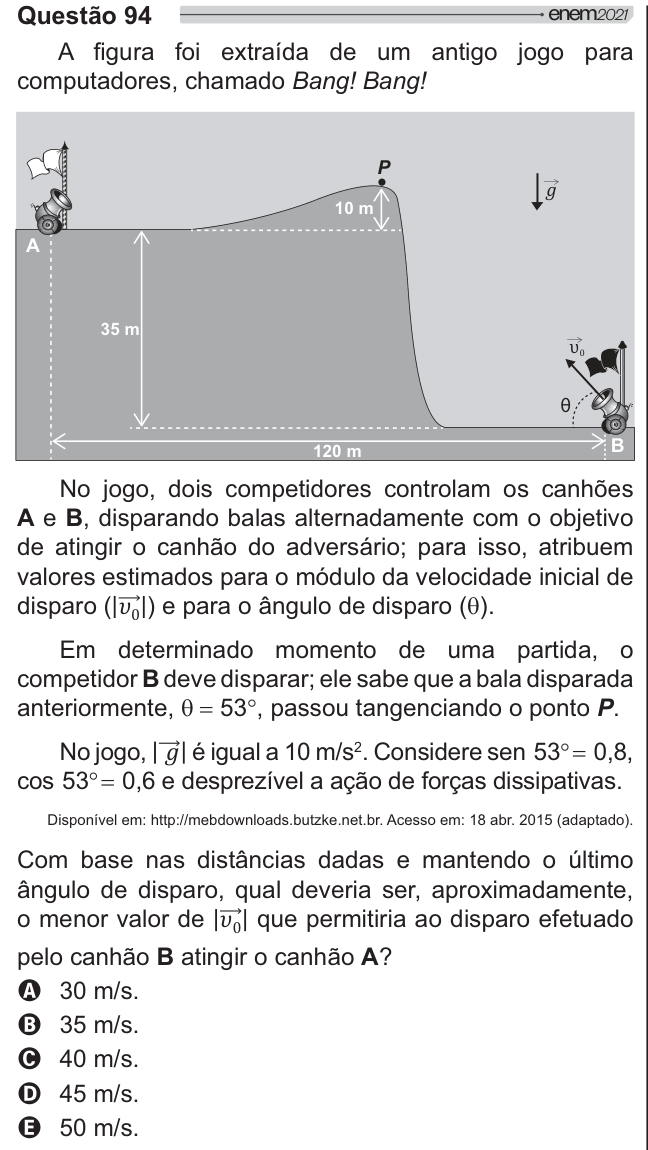 Questão 94
enem2021
A figura foi extraída de um antigo jogo para
computadores, chamado Bang! Bang!
P
10 m
g
A
35 m
υ₀
θ
B
120 m
No jogo, dois competidores controlam os canhões
A e B, disparando balas alternadamente com o objetivo
de atingir o canhão do adversário; para isso, atribuem
valores estimados para o módulo da velocidade inicial de
disparo (|υ₀|) e para o ângulo de disparo (θ).
Em determinado momento de uma partida, o
competidor B deve disparar; ele sabe que a bala disparada
anteriormente, θ = 53°, passou tangenciando o ponto P.
No jogo, |g| é igual a 10 m/s². Considere sen 53° = 0,8,
cos 53° = 0,6 e desprezível a ação de forças dissipativas.
Disponível em: http://mebdownloads.butzke.net.br. Acesso em: 18 abr. 2015 (adaptado).
Com base nas distâncias dadas e mantendo o último
ângulo de disparo, qual deveria ser, aproximadamente,
o menor valor de |υ₀| que permitiria ao disparo efetuado
pelo canhão B atingir o canhão A?
A 30 m/s.
B 35 m/s.
C 40 m/s.
D 45 m/s.
E 50 m/s.